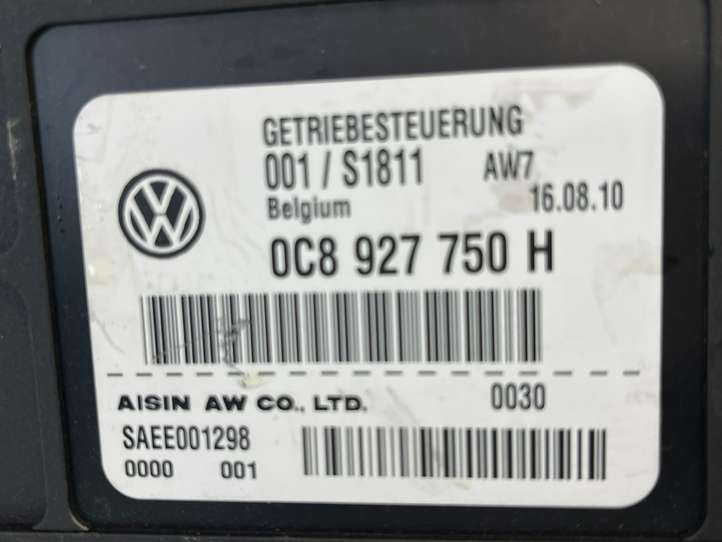 GETRIEBESTEUERUNG
001 / S1811 AW7
Belgium 16.08.10
0C8 927 750 H
AISIN AW CO., LTD. 0030
SAEE001298
0000 001